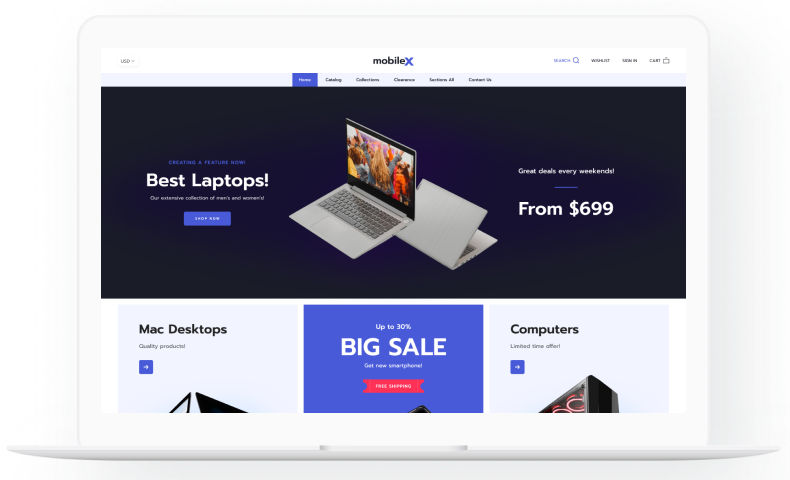 USD
mobileX
SEARCH
WISHLIST
SIGN IN
CART
Home
Catalog
Collections
Clearance
Sections All
Contact Us
CREATING A FEATURE NOW!
Best Laptops!
Our extensive collection of men's and women's!
SHOP NOW
Great deals every weekends!
From $699
Mac Desktops
Quality products!
Up to 30%
BIG SALE
Get new smartphone!
FREE SHIPPING
Computers
Limited time offer!